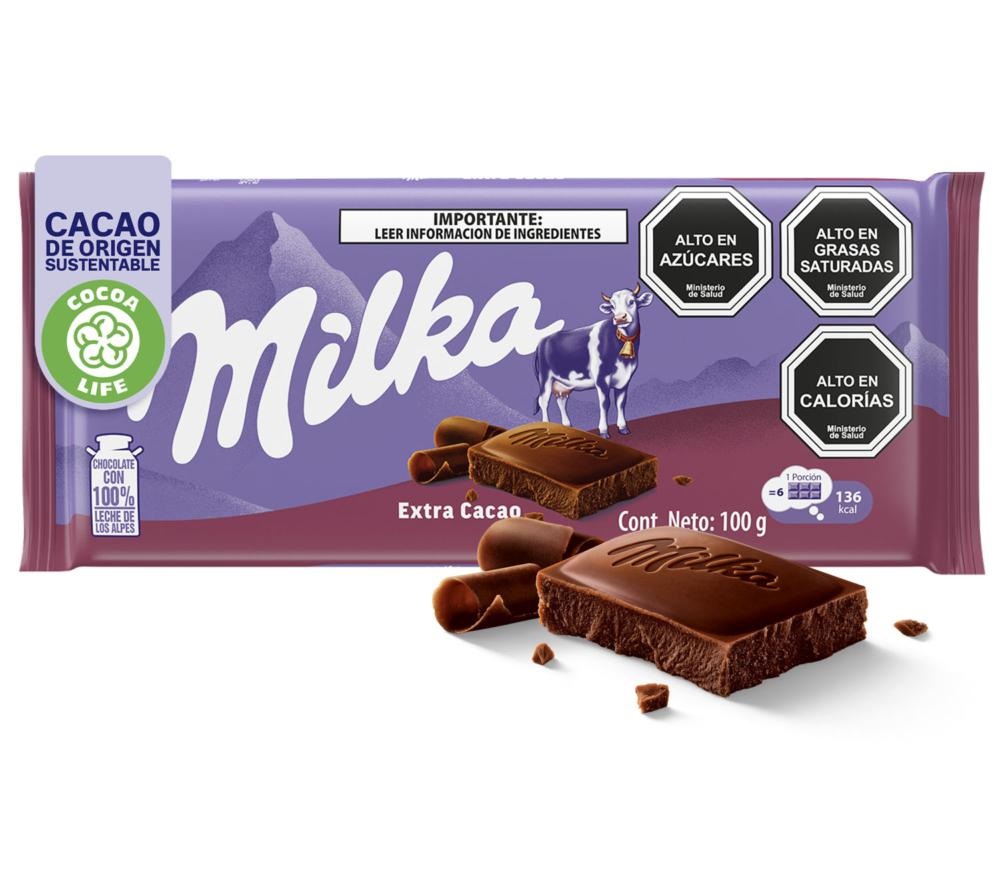 CACAO
DE ORIGEN
SUSTENTABLE
COCOA
LIFE
IMPORTANTE:
LEER INFORMACIÓN DE INGREDIENTES
ALTO EN
AZÚCARES
Ministerio
de Salud
ALTO EN
GRASAS
SATURADAS
Ministerio
de Salud
Milka
ALTO EN
CALORÍAS
Ministerio
de Salud
CHOCOLATE
CON
100%
LECHE DE
LOS ALPES
Milka
Extra Cacao
1 Porción
=6
136
kcal
Cont. Neto: 100 g
Milka